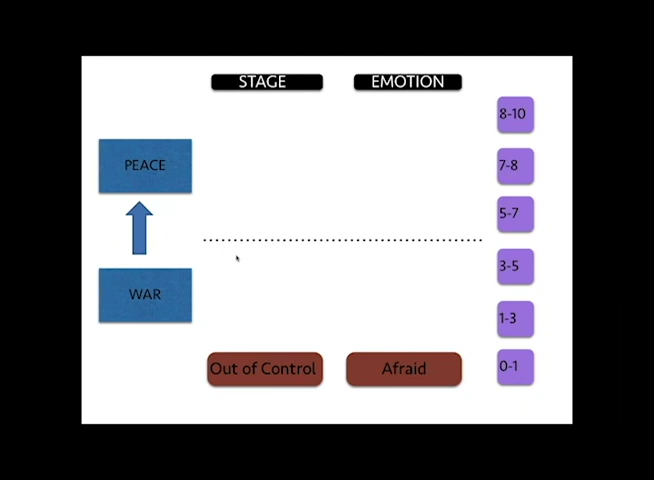 STAGE EMOTION
8-10
PEACE 7-8
5-7
3-5
WAR
1-3
Out of Control Afraid 0-1